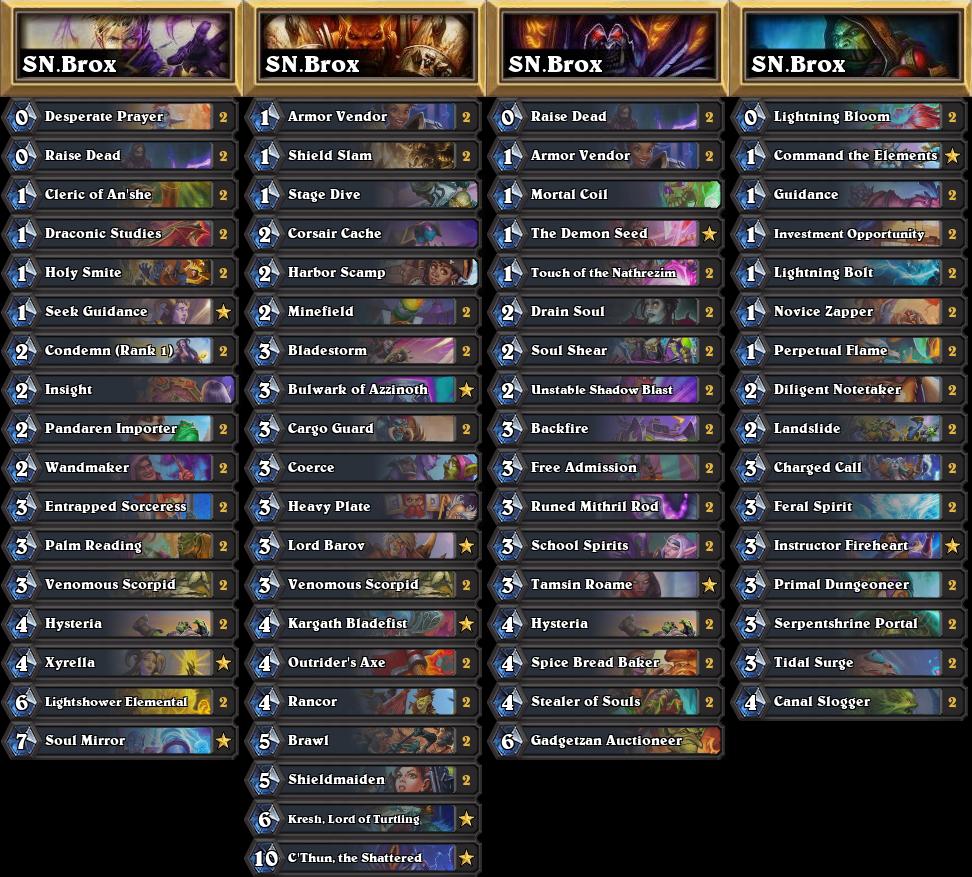 SN.Brox
0 Desperate Prayer 2
0 Raise Dead 2
1 Cleric of An'she 2
1 Draconic Studies 2
1 Holy Smite 2
1 Seek Guidance
2 Condemn (Rank 1) 2
2 Insight
2 Pandaren Importer 2
2 Wandmaker 2
3 Entrapped Sorceress 2
3 Palm Reading 2
3 Venomous Scorpid 2
4 Hysteria 2
4 Xyrella
6 Lightshower Elemental 2
7 Soul Mirror
SN.Brox
1 Armor Vendor 2
1 Shield Slam 2
1 Stage Dive
2 Corsair Cache
2 Harbor Scamp
2 Minefield 2
3 Bladestorm 2
3 Bulwark of Azzinoth
3 Cargo Guard 2
3 Coerce
3 Heavy Plate
3 Lord Barov
3 Venomous Scorpid 2
4 Kargath Bladefist
4 Outrider's Axe 2
4 Rancor 2
5 Brawl 2
5 Shieldmaiden 2
6 Kresh, Lord of Turtling
10 C'Thun, the Shattered
SN.Brox
0 Raise Dead 2
1 Armor Vendor 2
1 Mortal Coil
1 The Demon Seed
1 Touch of the Nathrezim 2
2 Drain Soul 2
2 Soul Shear 2
2 Unstable Shadow Blast 2
3 Backfire 2
3 Free Admission 2
3 Runed Mithril Rod 2
3 School Spirits 2
3 Tamsin Roame
4 Hysteria 2
4 Spice Bread Baker 2
4 Stealer of Souls 2
6 Gadgetzan Auctioneer
SN.Brox
0 Lightning Bloom 2
1 Command the Elements
1 Guidance 2
1 Investment Opportunity 2
1 Lightning Bolt 2
1 Novice Zapper 2
1 Perpetual Flame 2
2 Diligent Notetaker 2
2 Landslide 2
3 Charged Call 2
3 Feral Spirit 2
3 Instructor Fireheart
3 Primal Dungeoneer 2
3 Serpentshrine Portal 2
3 Tidal Surge 2
4 Canal Slogger 2